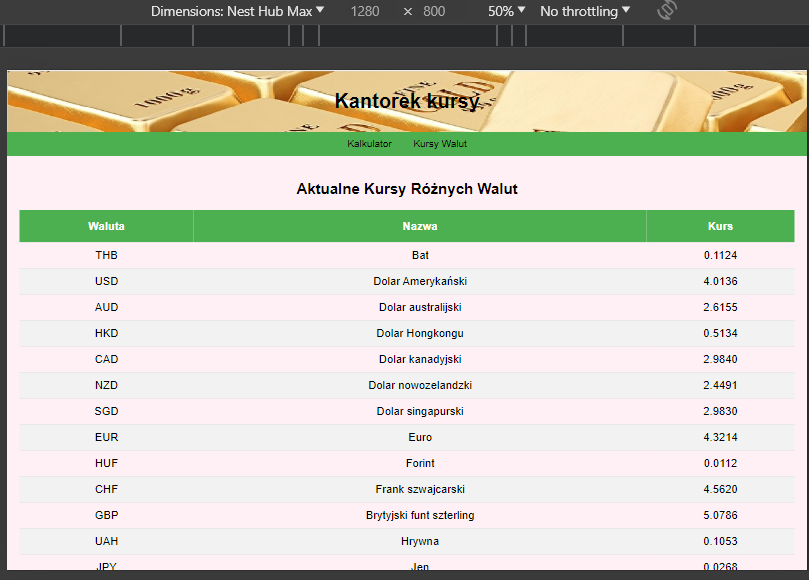 Dimensions: Nest Hub Max ▼ 1280 × 800 50% ▼ No throttling ▼
1000g
FINE
GOLD
Kantorek kursy
Kalkulator Kursy Walut
Aktualne Kursy Różnych Walut
Waluta Nazwa Kurs
THB Bat 0.1124
USD Dolar Amerykański 4.0136
AUD Dolar australijski 2.6155
HKD Dolar Hongkongu 0.5134
CAD Dolar kanadyjski 2.9840
NZD Dolar nowozelandzki 2.4491
SGD Dolar singapurski 2.9830
EUR Euro 4.3214
HUF Forint 0.0112
CHF Frank szwajcarski 4.5620
GBP Brytyjski funt szterling 5.0786
UAH Hrywna 0.1053
JPY Jen 0.0268